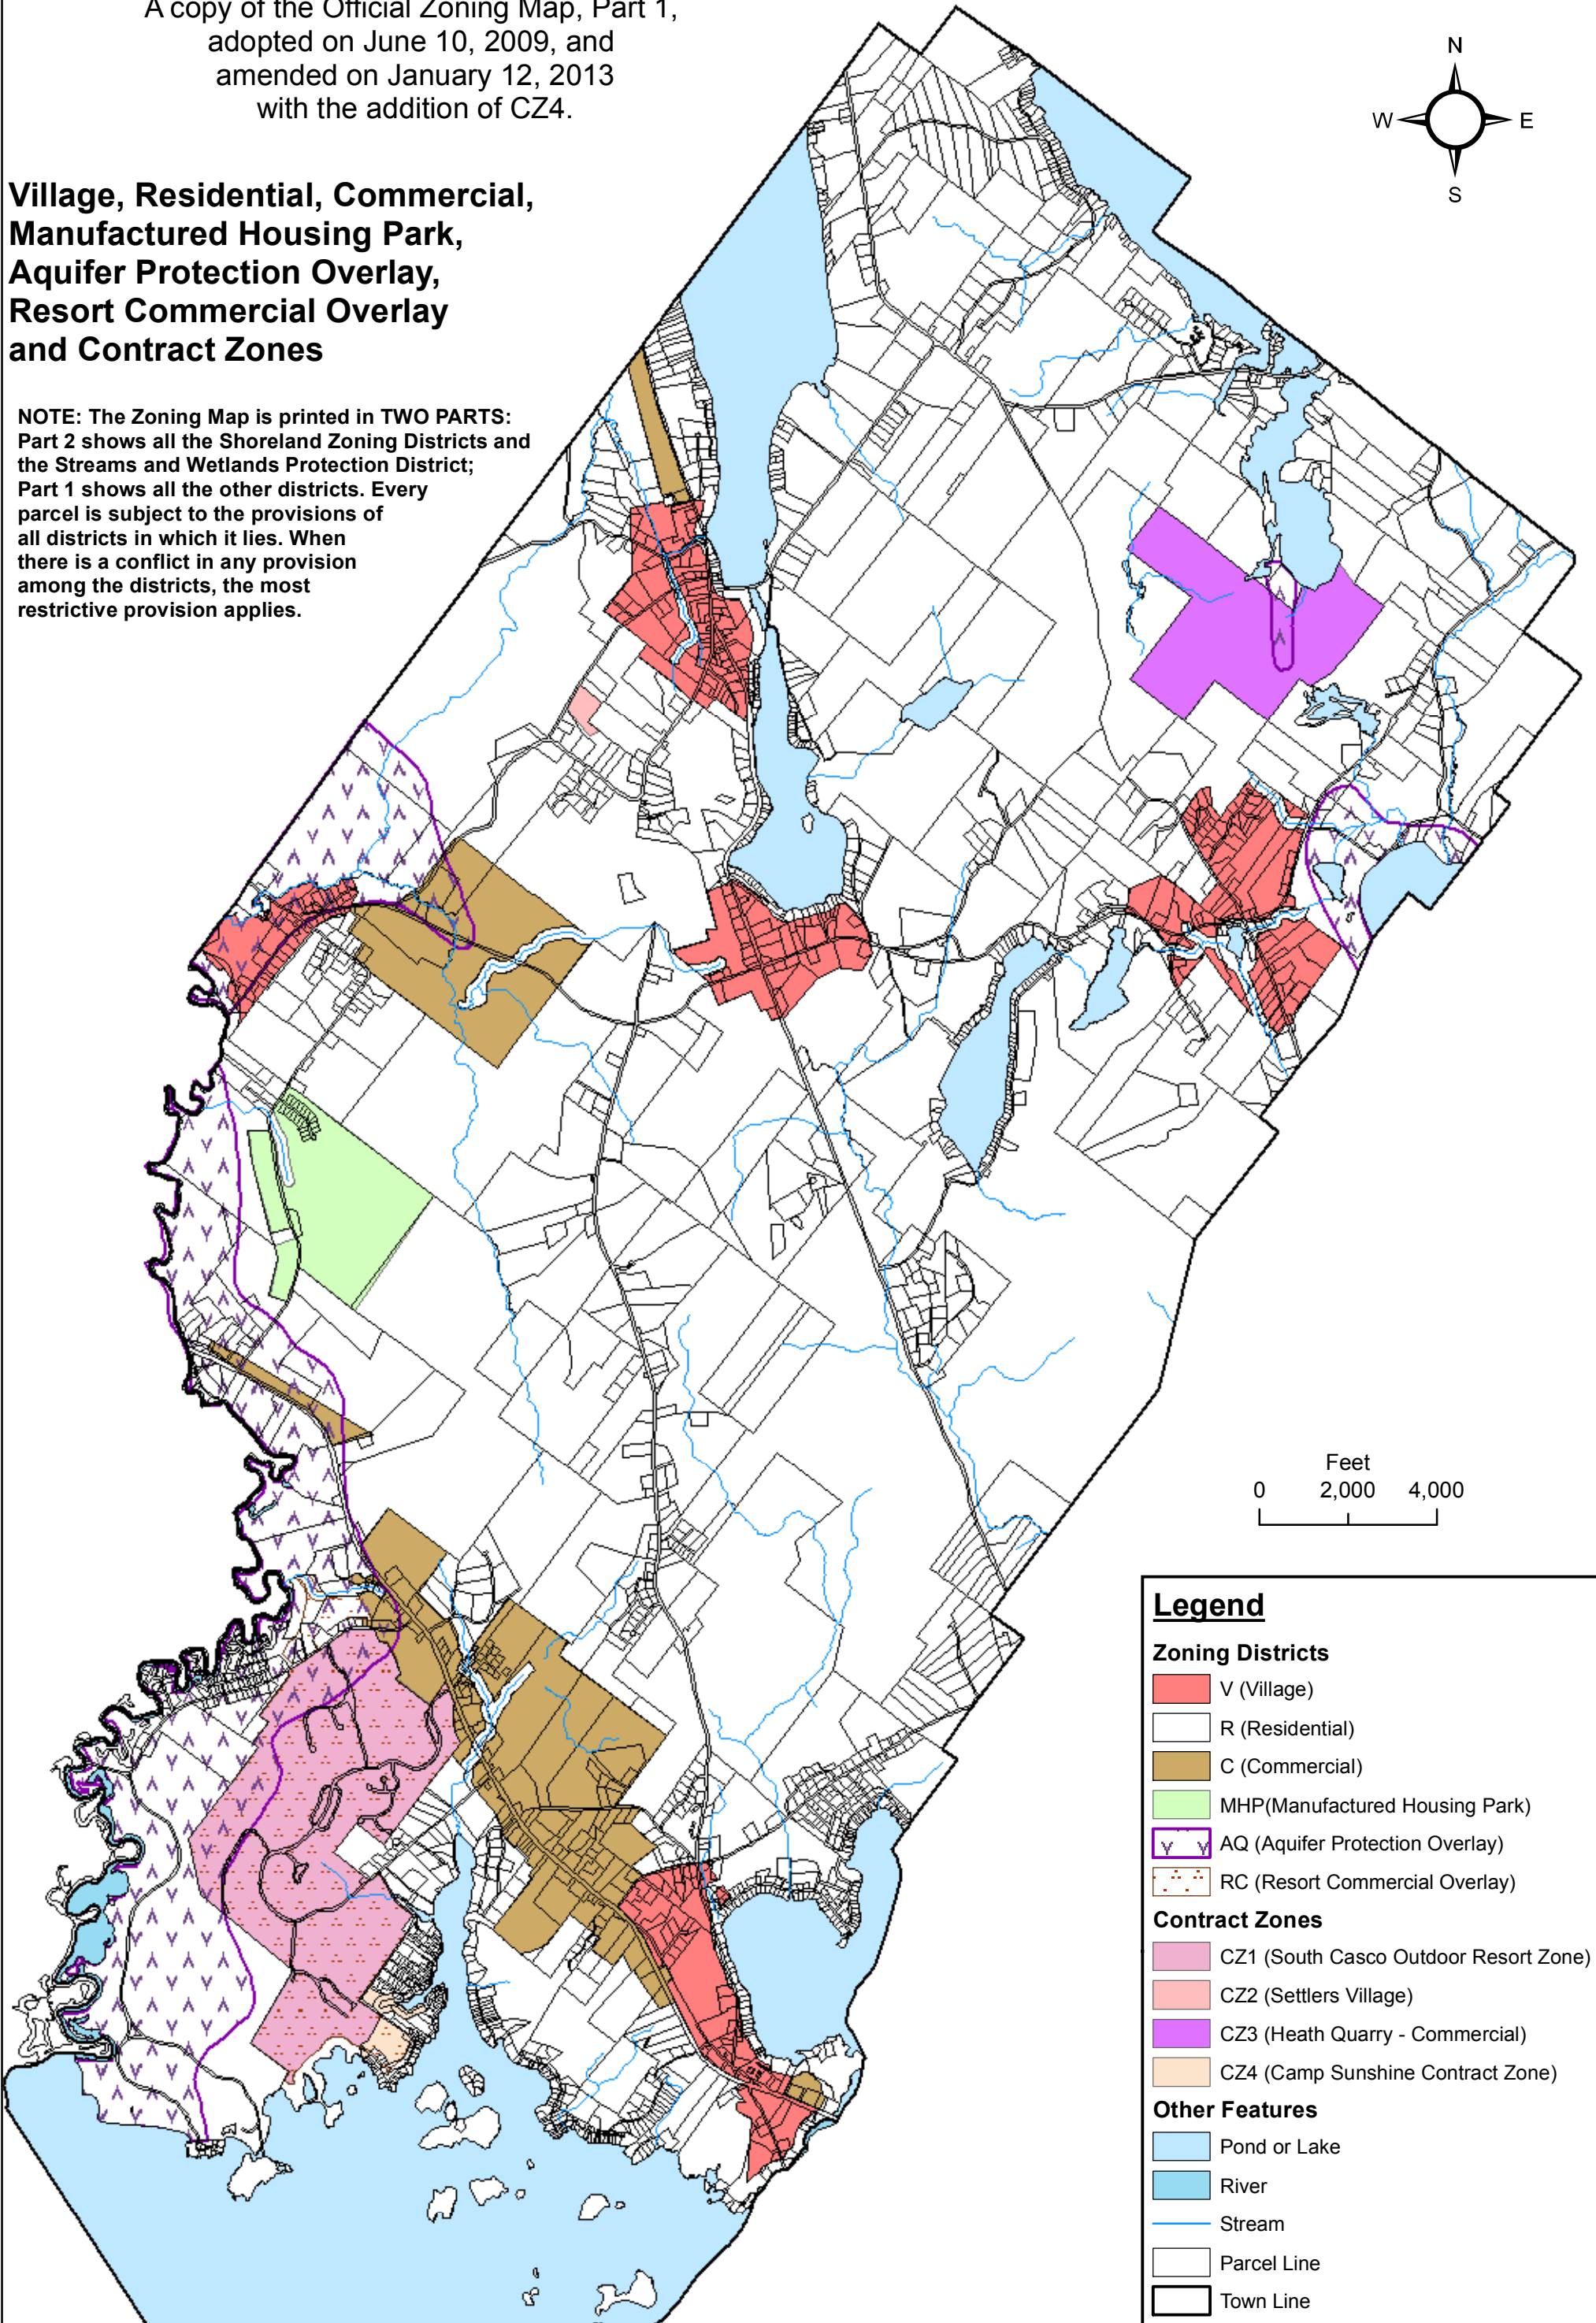 A copy of the Official Zoning Map, Part 1,
adopted on June 10, 2009, and
amended on January 12, 2013
with the addition of CZ4.
N
W
E
S
Village, Residential, Commercial,
Manufactured Housing Park,
Aquifer Protection Overlay,
Resort Commercial Overlay
and Contract Zones
NOTE: The Zoning Map is printed in TWO PARTS:
Part 2 shows all the Shoreland Zoning Districts and
the Streams and Wetlands Protection District;
Part 1 shows all the other districts. Every
parcel is subject to the provisions of
all districts in which it lies. When
there is a conflict in any provision
among the districts, the most
restrictive provision applies.
Feet
0 2,000 4,000
Legend
Zoning Districts
V (Village)
R (Residential)
C (Commercial)
MHP(Manufactured Housing Park)
AQ (Aquifer Protection Overlay)
RC (Resort Commercial Overlay)
Contract Zones
CZ1 (South Casco Outdoor Resort Zone)
CZ2 (Settlers Village)
CZ3 (Heath Quarry - Commercial)
CZ4 (Camp Sunshine Contract Zone)
Other Features
Pond or Lake
River
Stream
Parcel Line
Town Line